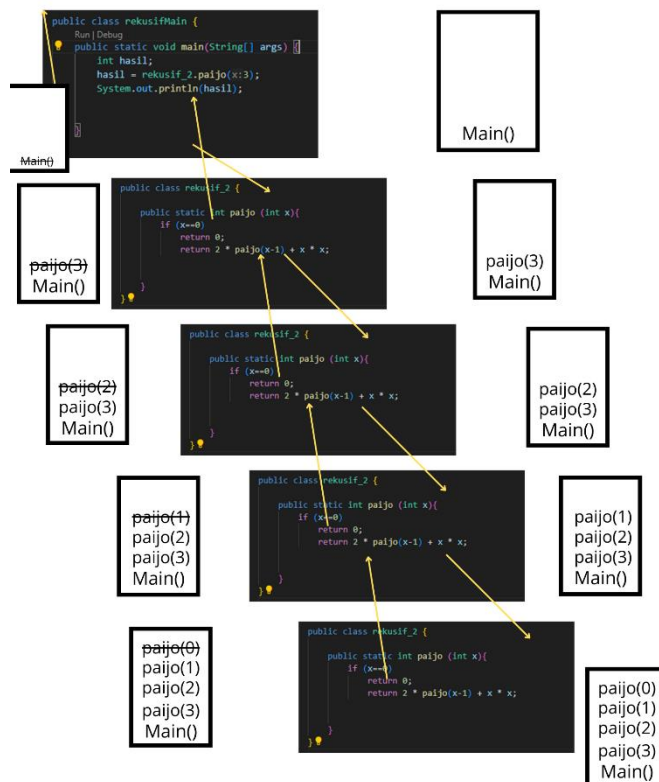 public class rekusifMain {
Run | Debug
public static void main(String[] args) {
int hasil;
hasil = rekusif_2.paijo(x:3);
System.out.println(hasil);
}
Main()
Main()
public class rekusif_2 {
public static int paijo (int x){
if (x==0)
return 0;
return 2 * paijo(x-1) + x * x;
}
}
paijo(3)
Main()
paijo(3)
Main()
public class rekusif_2 {
public static int paijo (int x){
if (x==0)
return 0;
return 2 * paijo(x-1) + x * x;
}
}
paijo(2)
paijo(3)
Main()
paijo(2)
paijo(3)
Main()
public class rekusif_2 {
public static int paijo (int x){
if (x==0)
return 0;
return 2 * paijo(x-1) + x * x;
}
}
paijo(1)
paijo(2)
paijo(3)
Main()
paijo(1)
paijo(2)
paijo(3)
Main()
public class rekusif_2 {
public static int paijo (int x){
if (x==0)
return 0;
return 2 * paijo(x-1) + x * x;
}
}
paijo(0)
paijo(1)
paijo(2)
paijo(3)
Main()
paijo(0)
paijo(1)
paijo(2)
paijo(3)
Main()